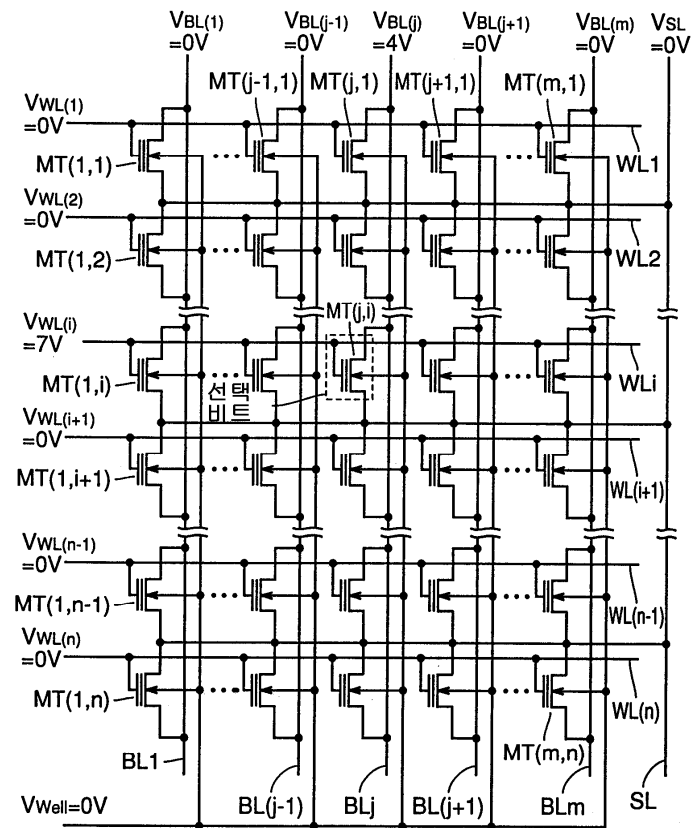 VBL(1) VBL(j-1) VBL(j) VBL(j+1) VBL(m) VSL
=0V =0V =4V =0V =0V =0V
MT(j-1,1) MT(j,1) MT(j+1,1) MT(m,1)
VWL(1)
=0V
WL1
MT(1,1)
VWL(2)
=0V
WL2
MT(1,2)
MT(j,i)
VWL(i)
=7V
WLi
MT(1,i)
선택
비트
VWL(i+1)
=0V
MT(1,i+1)
WL(i+1)
VWL(n-1)
=0V
MT(1,n-1)
WL(n-1)
VWL(n)
=0V
MT(1,n)
WL(n)
MT(m,n)
BL1
BL(j-1) BLj BL(j+1) BLm SL
VWell=0V